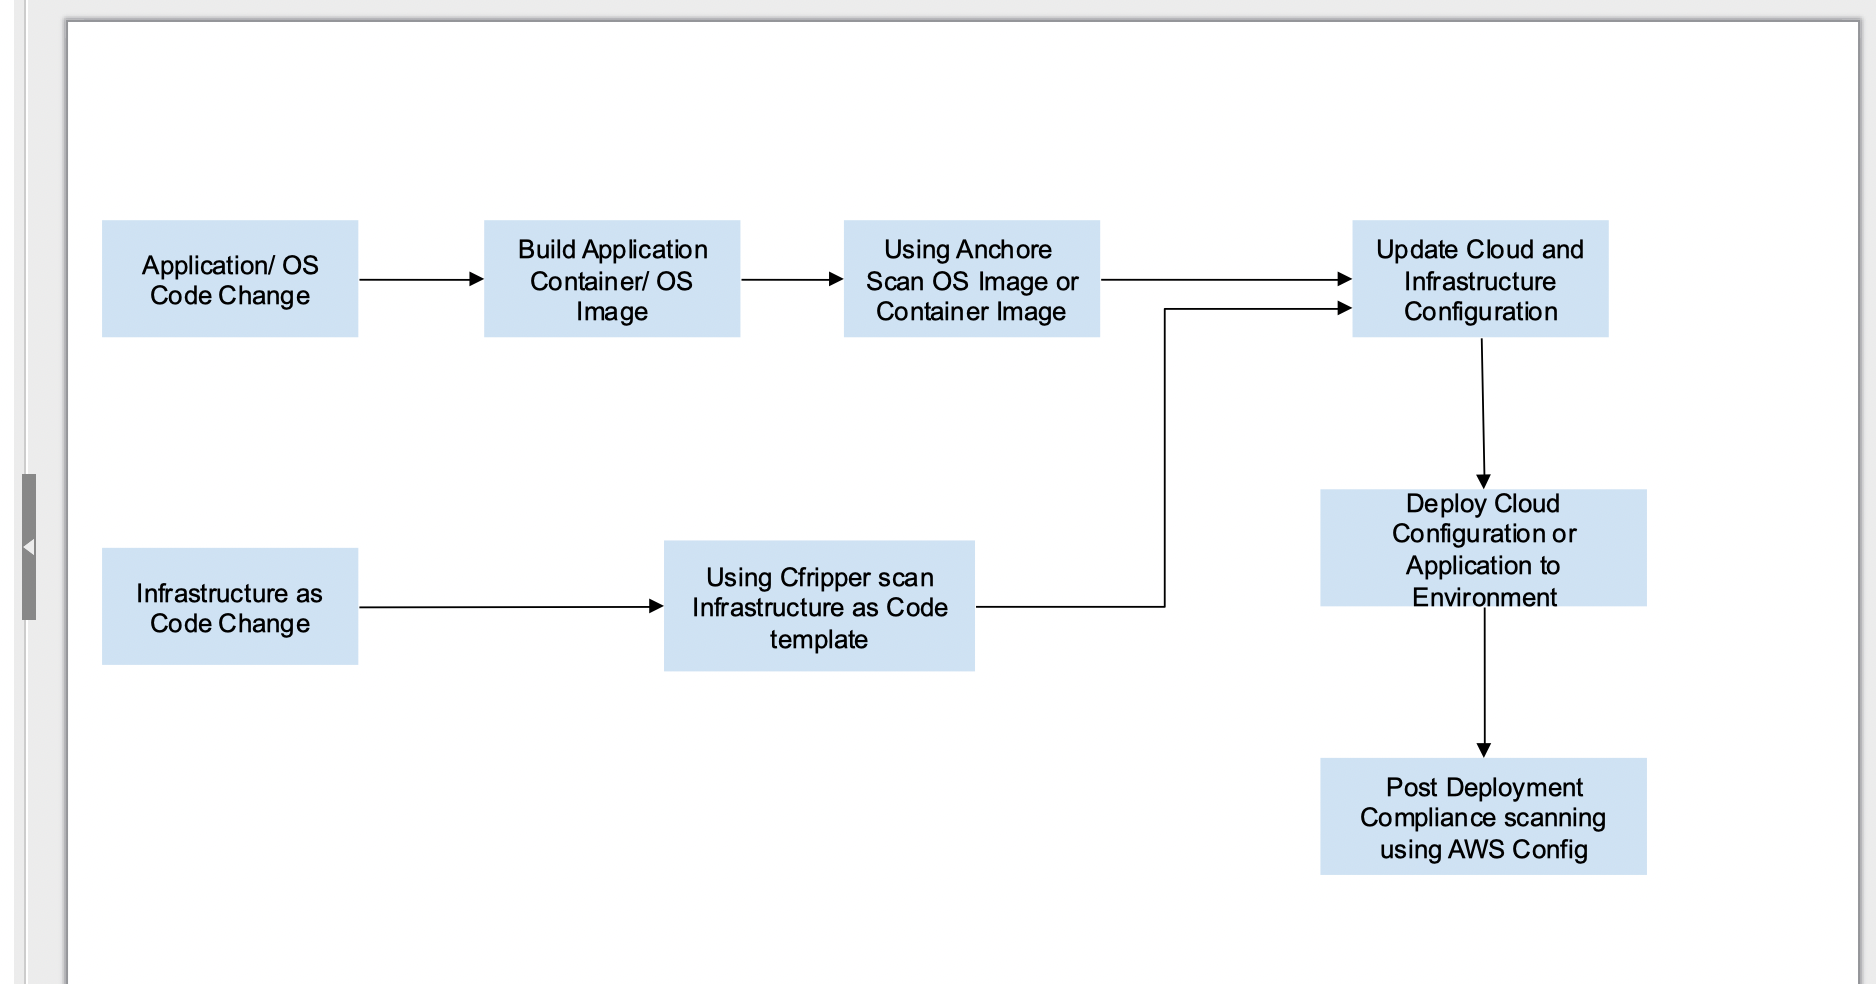 Application/ OS
Code Change
Build Application
Container/ OS
Image
Using Anchore
Scan OS Image or
Container Image
Update Cloud and
Infrastructure
Configuration
Infrastructure as
Code Change
Using Cfripper scan
Infrastructure as Code
template
Deploy Cloud
Configuration or
Application to
Environment
Post Deployment
Compliance scanning
using AWS Config